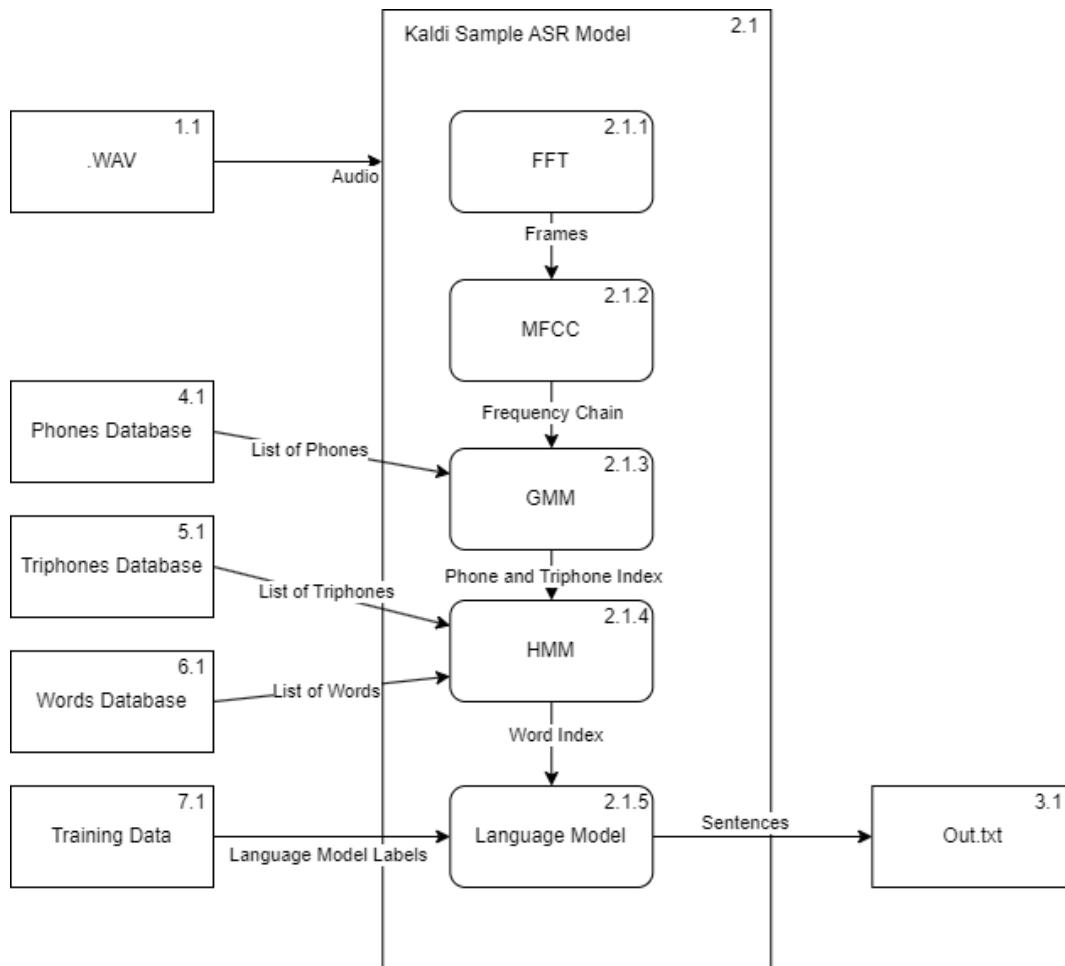 Kaldi Sample ASR Model 2.1
1.1
.WAV
Audio
2.1.1
FFT
Frames
2.1.2
MFCC
Frequency Chain
4.1
Phones Database
List of Phones
2.1.3
GMM
Phone and Triphone Index
5.1
Triphones Database
List of Triphones
2.1.4
HMM
6.1
Words Database
List of Words
Word Index
7.1
Training Data
Language Model Labels
2.1.5
Language Model
Sentences
3.1
Out.txt